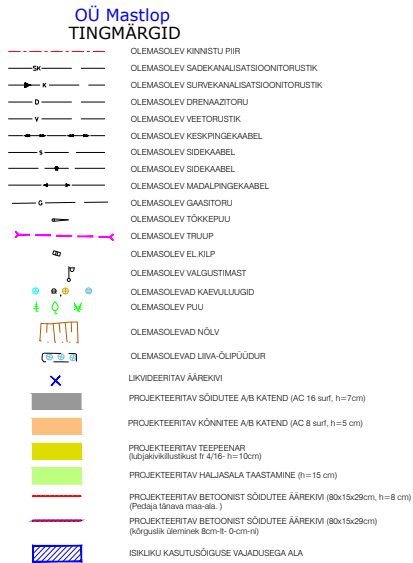 OÜ Mastlop
TINGMÄRGID
OLEMASOLEV KINNISTU PIIR
SK OLEMASOLEV SADEKANALISATSIOONITORUSTIK
K OLEMASOLEV SURVEKANALISATSIOONITORUSTIK
D OLEMASOLEV DRENAAZITORU
V OLEMASOLEV VEETORUSTIK
OLEMASOLEV KESKPINGEKAABEL
S OLEMASOLEV SIDEKAABEL
OLEMASOLEV SIDEKAABEL
OLEMASOLEV MADALPINGEKAABEL
G OLEMASOLEV GAASITORU
OLEMASOLEV TÕKKEPUU
OLEMASOLEV TRUUP
OLEMASOLEV EL.KILP
OLEMASOLEV VALGUSTIMAST
OLEMASOLEVAD KAEVULUUGID
OLEMASOLEV PUU
OLEMASOLEVAD NÕLV
OLEMASOLEVAD LIIVA-ÕLIPÜÜDUR
LIKVIDEERITAV ÄÄREKIVI
PROJEKTEERITAV SÕIDUTEE A/B KATEND (AC 16 surf, h=7cm)
PROJEKTEERITAV KÕNNITEE A/B KATEND (AC 8 surf, h=5 cm)
PROJEKTEERITAV TEEPEENAR
(lubjakivikillustikust fr 4/16- h=10cm)
PROJEKTEERITAV HALJASALA TAASTAMINE (h=15 cm)
PROJEKTEERITAV BETOONIST SÕIDUTEE ÄÄREKIVI (80x15x29cm, h=8 cm)
(Pedaja tänava maa-ala. )
PROJEKTEERITAV BETOONIST SÕIDUTEE ÄÄREKIVI (80x15x29cm)
(kõrguslik üleminek 8cm-lt- 0-cm-ni)
ISIKLIKU KASUTUSÕIGUSE VAJADUSEGA ALA